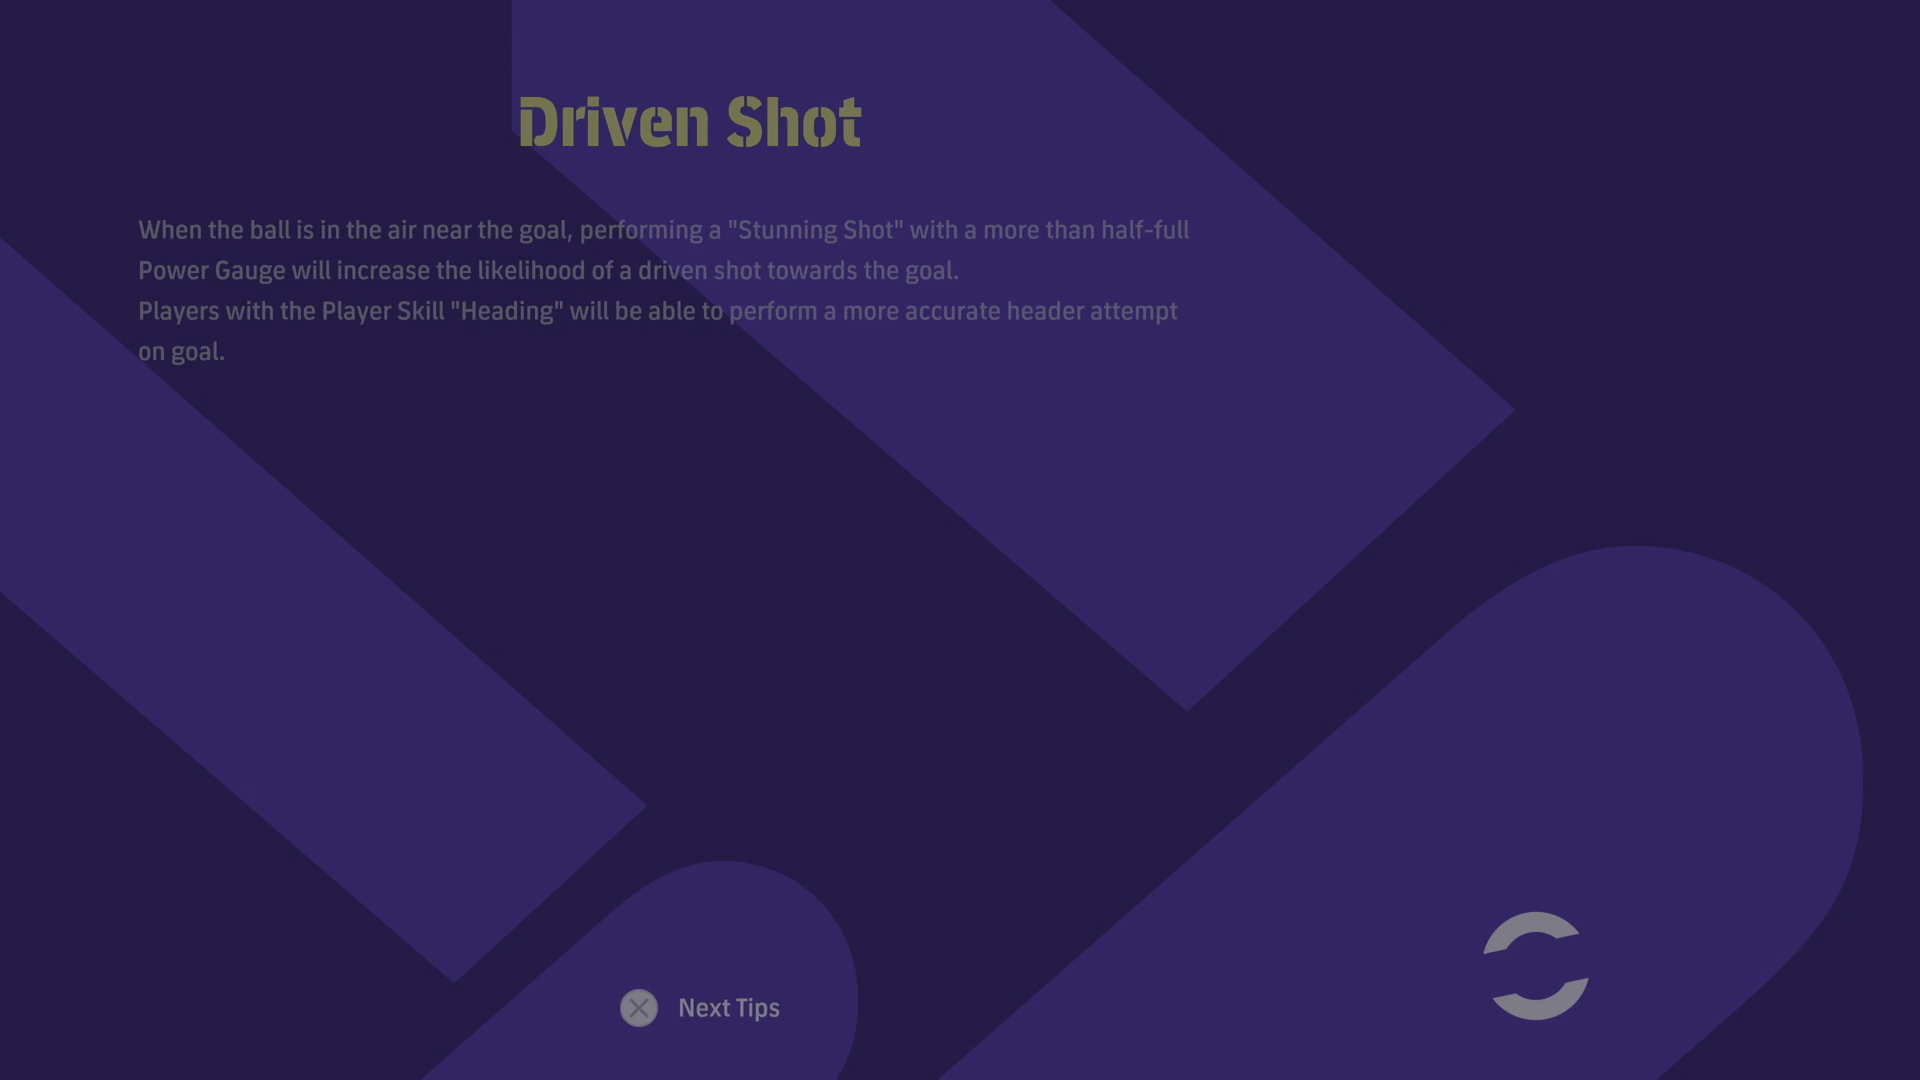 Driven Shot
When the ball is in the air near the goal, performing a "Stunning Shot" with a more than half-full
Power Gauge will increase the likelihood of a driven shot towards the goal.
Players with the Player Skill "Heading" will be able to perform a more accurate header attempt
on goal.
Next Tips